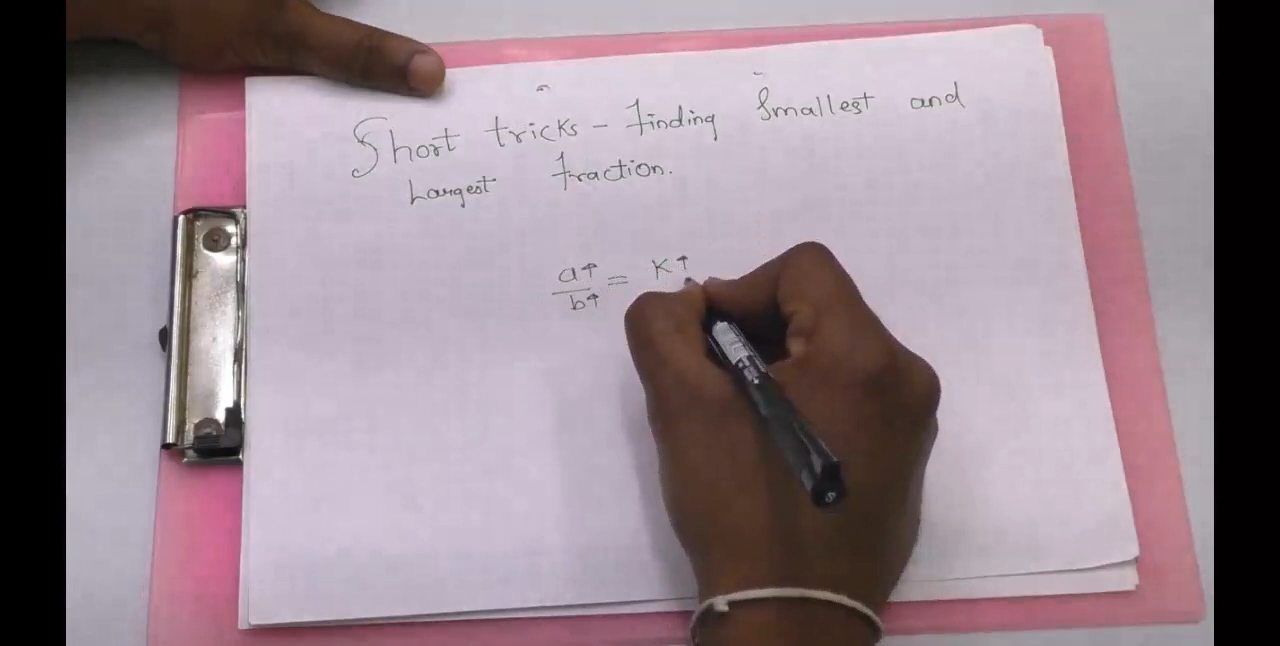 Short tricks - Finding Smallest and
Largest fraction.
a↑ = K↑
b↑